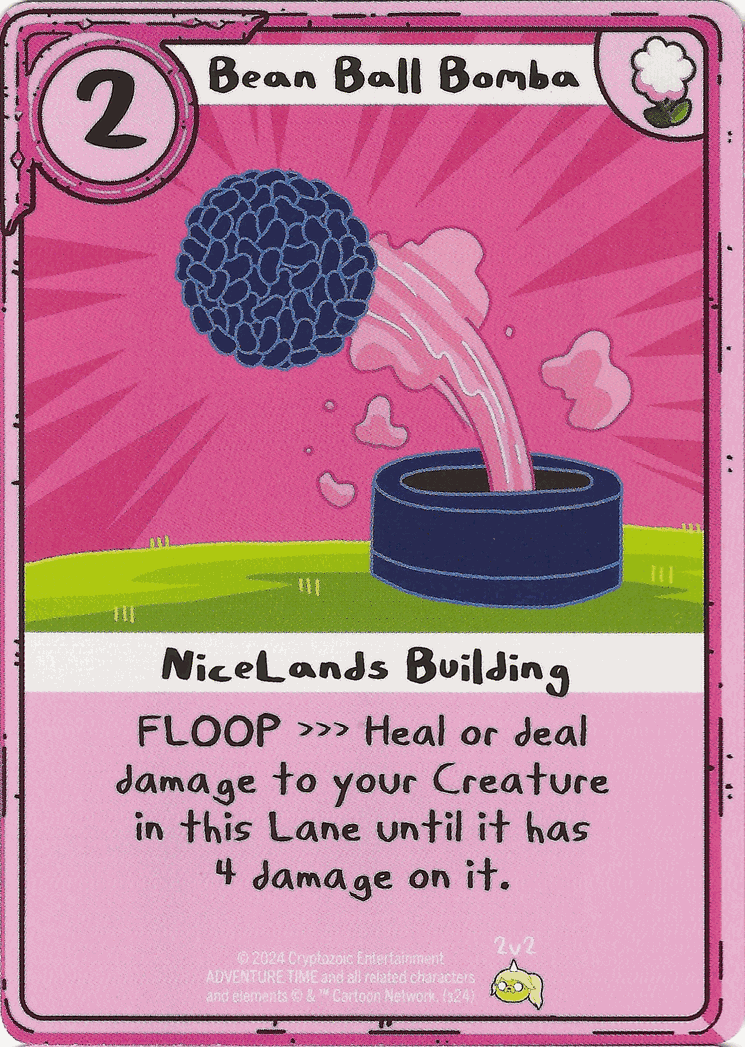 2
Bean Ball Bomba
NiceLands Building
FLOOP >>> Heal or deal
damage to your Creature
in this Lane until it has
4 damage on it.
2v2
© 2024 Cryptozoic Entertainment
ADVENTURE TIME and all related characters
and elements © & ™ Cartoon Network. (s24)